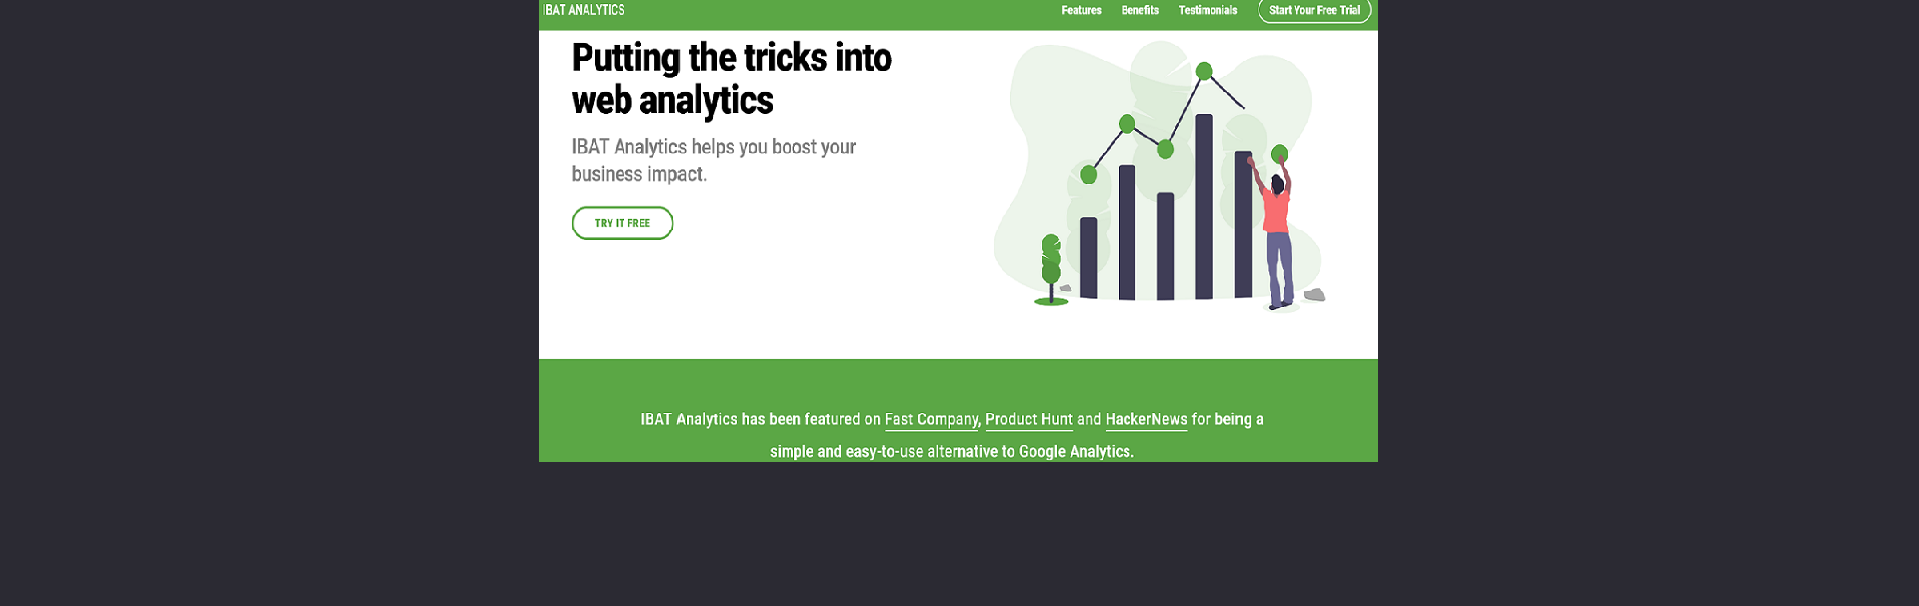 IBAT ANALYTICS
Features Benefits Testimonials Start Your Free Trial
Putting the tricks into
web analytics
IBAT Analytics helps you boost your
business impact.
TRY IT FREE
IBAT Analytics has been featured on Fast Company, Product Hunt and HackerNews for being a
simple and easy-to-use alternative to Google Analytics.